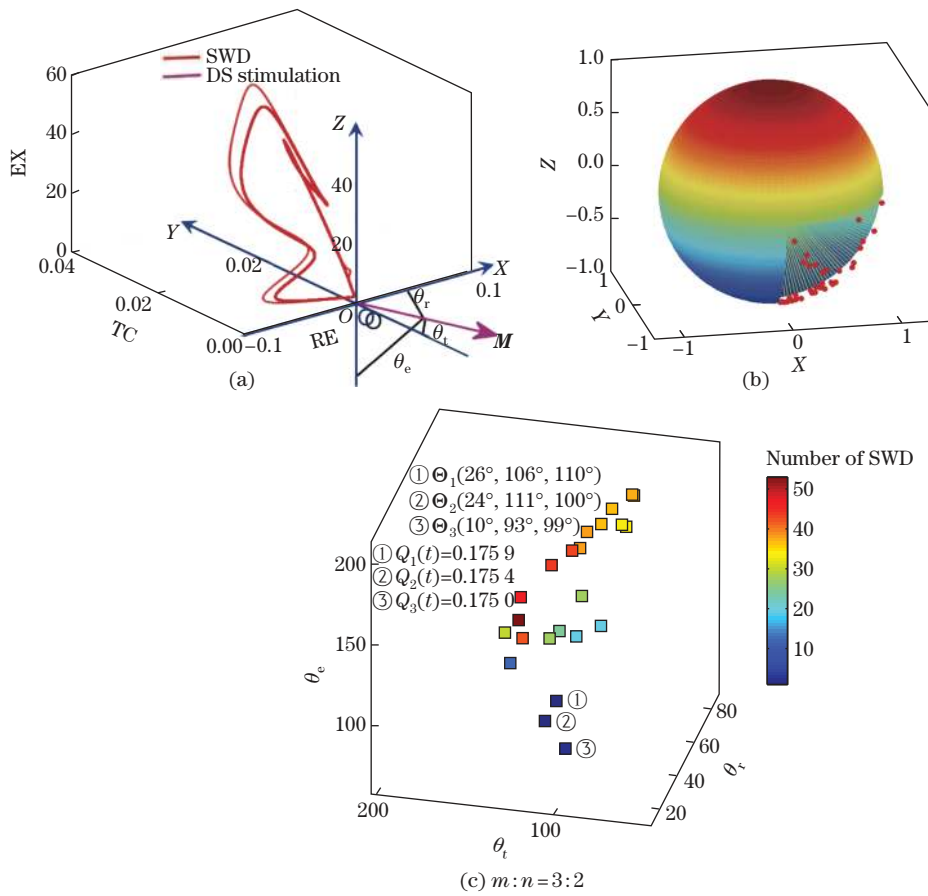 SWD
DS stimulation
60
40
20
0
EX
0.04
0.02
0.00
TC
−0.1
RE
0.1
Z
40
20
Y
0.02
X
O
θr
θt
θe
M
(a)
1.0
0.5
0.0
−0.5
−1.0
Z
1
0
−1
Y
−1
0
1
X
(b)
① Θ1(26°, 106°, 110°)
② Θ2(24°, 111°, 100°)
③ Θ3(10°, 93°, 99°)
① Q1(t)=0.175 9
② Q2(t)=0.175 4
③ Q3(t)=0.175 0
200
150
100
θe
①
②
③
200
100
θt
80
60
40
20
θr
Number of SWD
50
40
30
20
10
(c) m:n=3:2